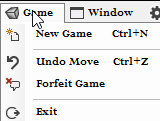 Game Window
New Game Ctrl+N
Undo Move Ctrl+Z
Forfeit Game
Exit